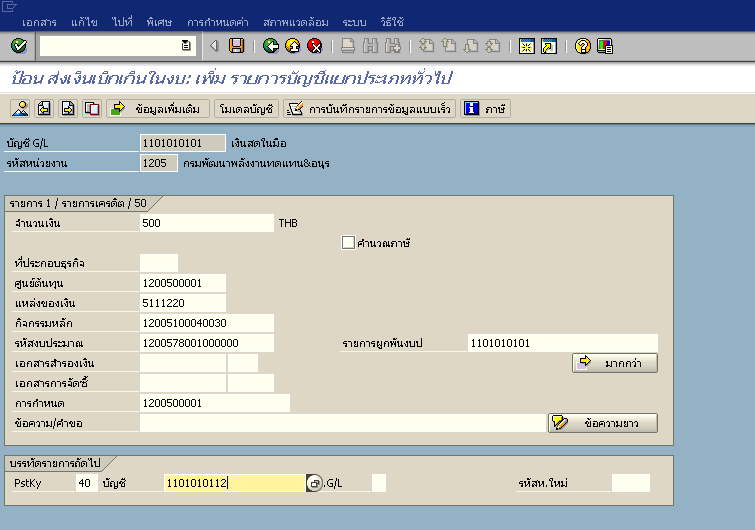 เอกสาร แก้ไข ไปที่ พิเศษ การกำหนดค่า สภาพแวดล้อม ระบบ วิธีใช้
ป้อน ส่งเงินเบิกเกินในงบ: เพิ่ม รายการบัญชีแยกประเภททั่วไป
ข้อมูลเพิ่มเติม โมเดลบัญชี การบันทึกรายการข้อมูลแบบเร็ว ภาษี
บัญชี G/L 1101010101 เงินสดในมือ
รหัสหน่วยงาน 1205 กรมพัฒนาพลังงานทดแทน&อนุร
รายการ 1 / รายการเครดิต / 50
จำนวนเงิน 500 THB
คำนวณภาษี
ที่ประกอบธุรกิจ
ศูนย์ต้นทุน 1200500001
แหล่งของเงิน 5111220
กิจกรรมหลัก 12005100040030
รหัสงบประมาณ 1200578001000000 รายการผูกพันงบป 1101010101
เอกสารสำรองเงิน มากกว่า
เอกสารการจัดซื้
การกำหนด 1200500001
ข้อความ/คำขอ ข้อความยาว
บรรทัดรายการถัดไป
PstKy 40 บัญชี 1101010112 .G/L รหัสห.ใหม่